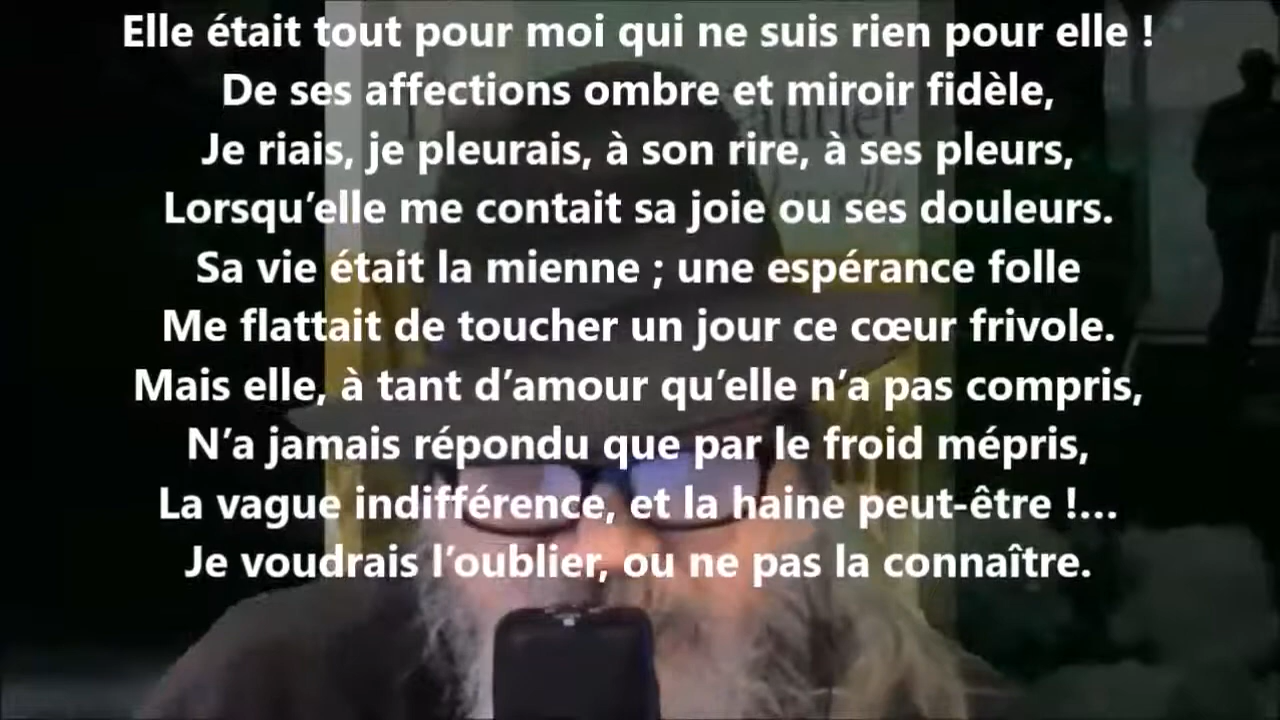 Elle était tout pour moi qui ne suis rien pour elle !
De ses affections ombre et miroir fidèle,
Je riais, je pleurais, à son rire, à ses pleurs,
Lorsqu’elle me contait sa joie ou ses douleurs.
Sa vie était la mienne ; une espérance folle
Me flattait de toucher un jour ce cœur frivole.
Mais elle, à tant d’amour qu’elle n’a pas compris,
N’a jamais répondu que par le froid mépris,
La vague indifférence, et la haine peut-être !...
Je voudrais l’oublier, ou ne pas la connaître.